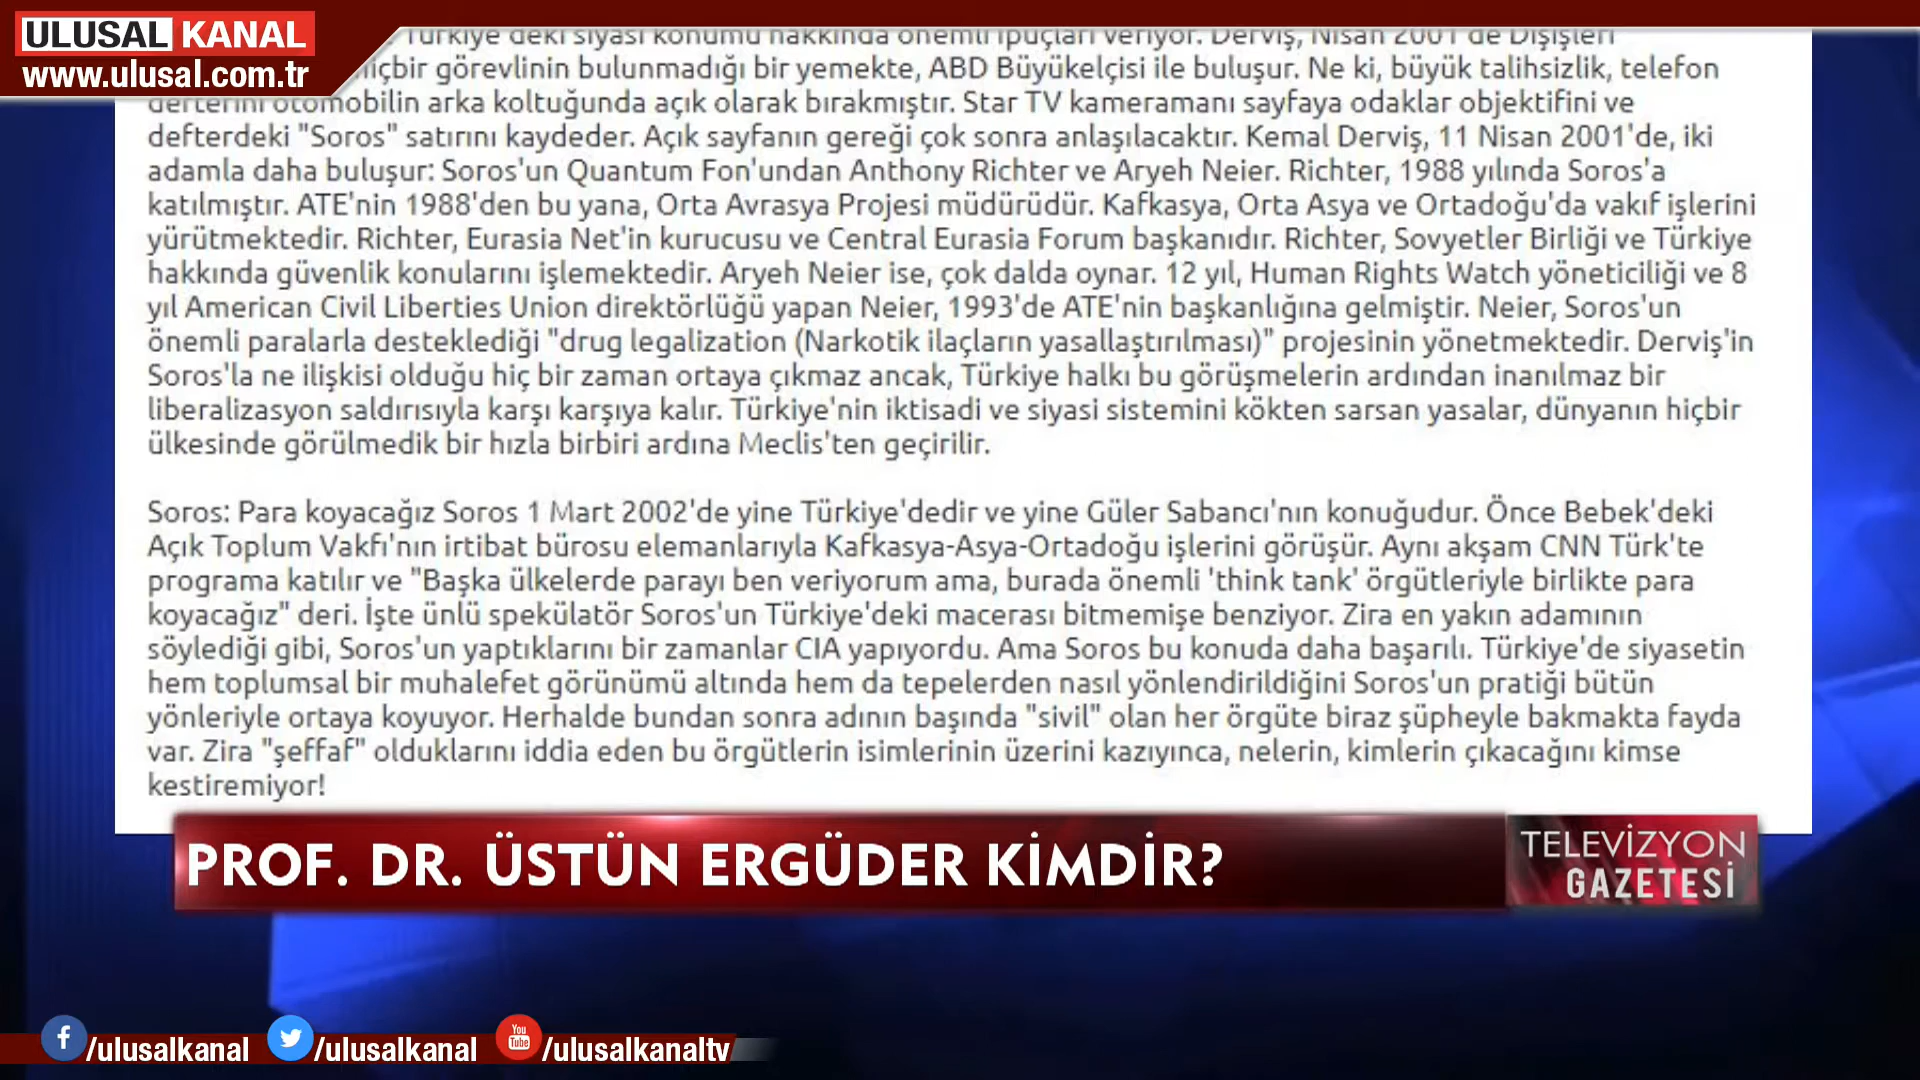 ULUSAL KANAL
www.ulusal.com.tr
Türkiye'deki siyasi konumu hakkında önemli ipuçları veriyor. Derviş, Nisan 2001'de Dışişleri
hiçbir görevlinin bulunmadığı bir yemekte, ABD Büyükelçisi ile buluşur. Ne ki, büyük talihsizlik, telefon
defterini otomobilin arka koltuğunda açık olarak bırakmıştır. Star TV kameramanı sayfaya odaklar objektifini ve
defterdeki "Soros" satırını kaydeder. Açık sayfanın gereği çok sonra anlaşılacaktır. Kemal Derviş, 11 Nisan 2001'de, iki
adamla daha buluşur: Soros'un Quantum Fon'undan Anthony Richter ve Aryeh Neier. Richter, 1988 yılında Soros'a
katılmıştır. ATE'nin 1988'den bu yana, Orta Avrasya Projesi müdürüdür. Kafkasya, Orta Asya ve Ortadoğu'da vakıf işlerini
yürütmektedir. Richter, Eurasia Net'in kurucusu ve Central Eurasia Forum başkanıdır. Richter, Sovyetler Birliği ve Türkiye
hakkında güvenlik konularını işlemektedir. Aryeh Neier ise, çok dalda oynar. 12 yıl, Human Rights Watch yöneticiliği ve 8
yıl American Civil Liberties Union direktörlüğü yapan Neier, 1993'de ATE'nin başkanlığına gelmiştir. Neier, Soros'un
önemli paralarla desteklediği "drug legalization (Narkotik ilaçların yasallaştırılması)" projesinin yönetmektedir. Derviş'in
Soros'la ne ilişkisi olduğu hiç bir zaman ortaya çıkmaz ancak, Türkiye halkı bu görüşmelerin ardından inanılmaz bir
liberalizasyon saldırısıyla karşı karşıya kalır. Türkiye'nin iktisadi ve siyasi sistemini kökten sarsan yasalar, dünyanın hiçbir
ülkesinde görülmedik bir hızla birbiri ardına Meclis'ten geçirilir.
Soros: Para koyacağız Soros 1 Mart 2002'de yine Türkiye'dedir ve yine Güler Sabancı'nın konuğudur. Önce Bebek'deki
Açık Toplum Vakfı'nın irtibat bürosu elemanlarıyla Kafkasya-Asya-Ortadoğu işlerini görüşür. Aynı akşam CNN Türk'te
programa katılır ve "Başka ülkelerde parayı ben veriyorum ama, burada önemli 'think tank' örgütleriyle birlikte para
koyacağız" deri. İşte ünlü spekülatör Soros'un Türkiye'deki macerası bitmemişe benziyor. Zira en yakın adamının
söylediği gibi, Soros'un yaptıklarını bir zamanlar CIA yapıyordu. Ama Soros bu konuda daha başarılı. Türkiye'de siyasetin
hem toplumsal bir muhalefet görünümü altında hem da tepelerden nasıl yönlendirildiğini Soros'un pratiği bütün
yönleriyle ortaya koyuyor. Herhalde bundan sonra adının başında "sivil" olan her örgüte biraz şüpheyle bakmakta fayda
var. Zira "şeffaf" olduklarını iddia eden bu örgütlerin isimlerinin üzerini kazıyınca, nelerin, kimlerin çıkacağını kimse
kestiremiyor!
PROF. DR. ÜSTÜN ERGÜDER KİMDİR?
TELEVİZYON
GAZETESİ
/ulusalkanal /ulusalkanal You Tube /ulusalkanaltv